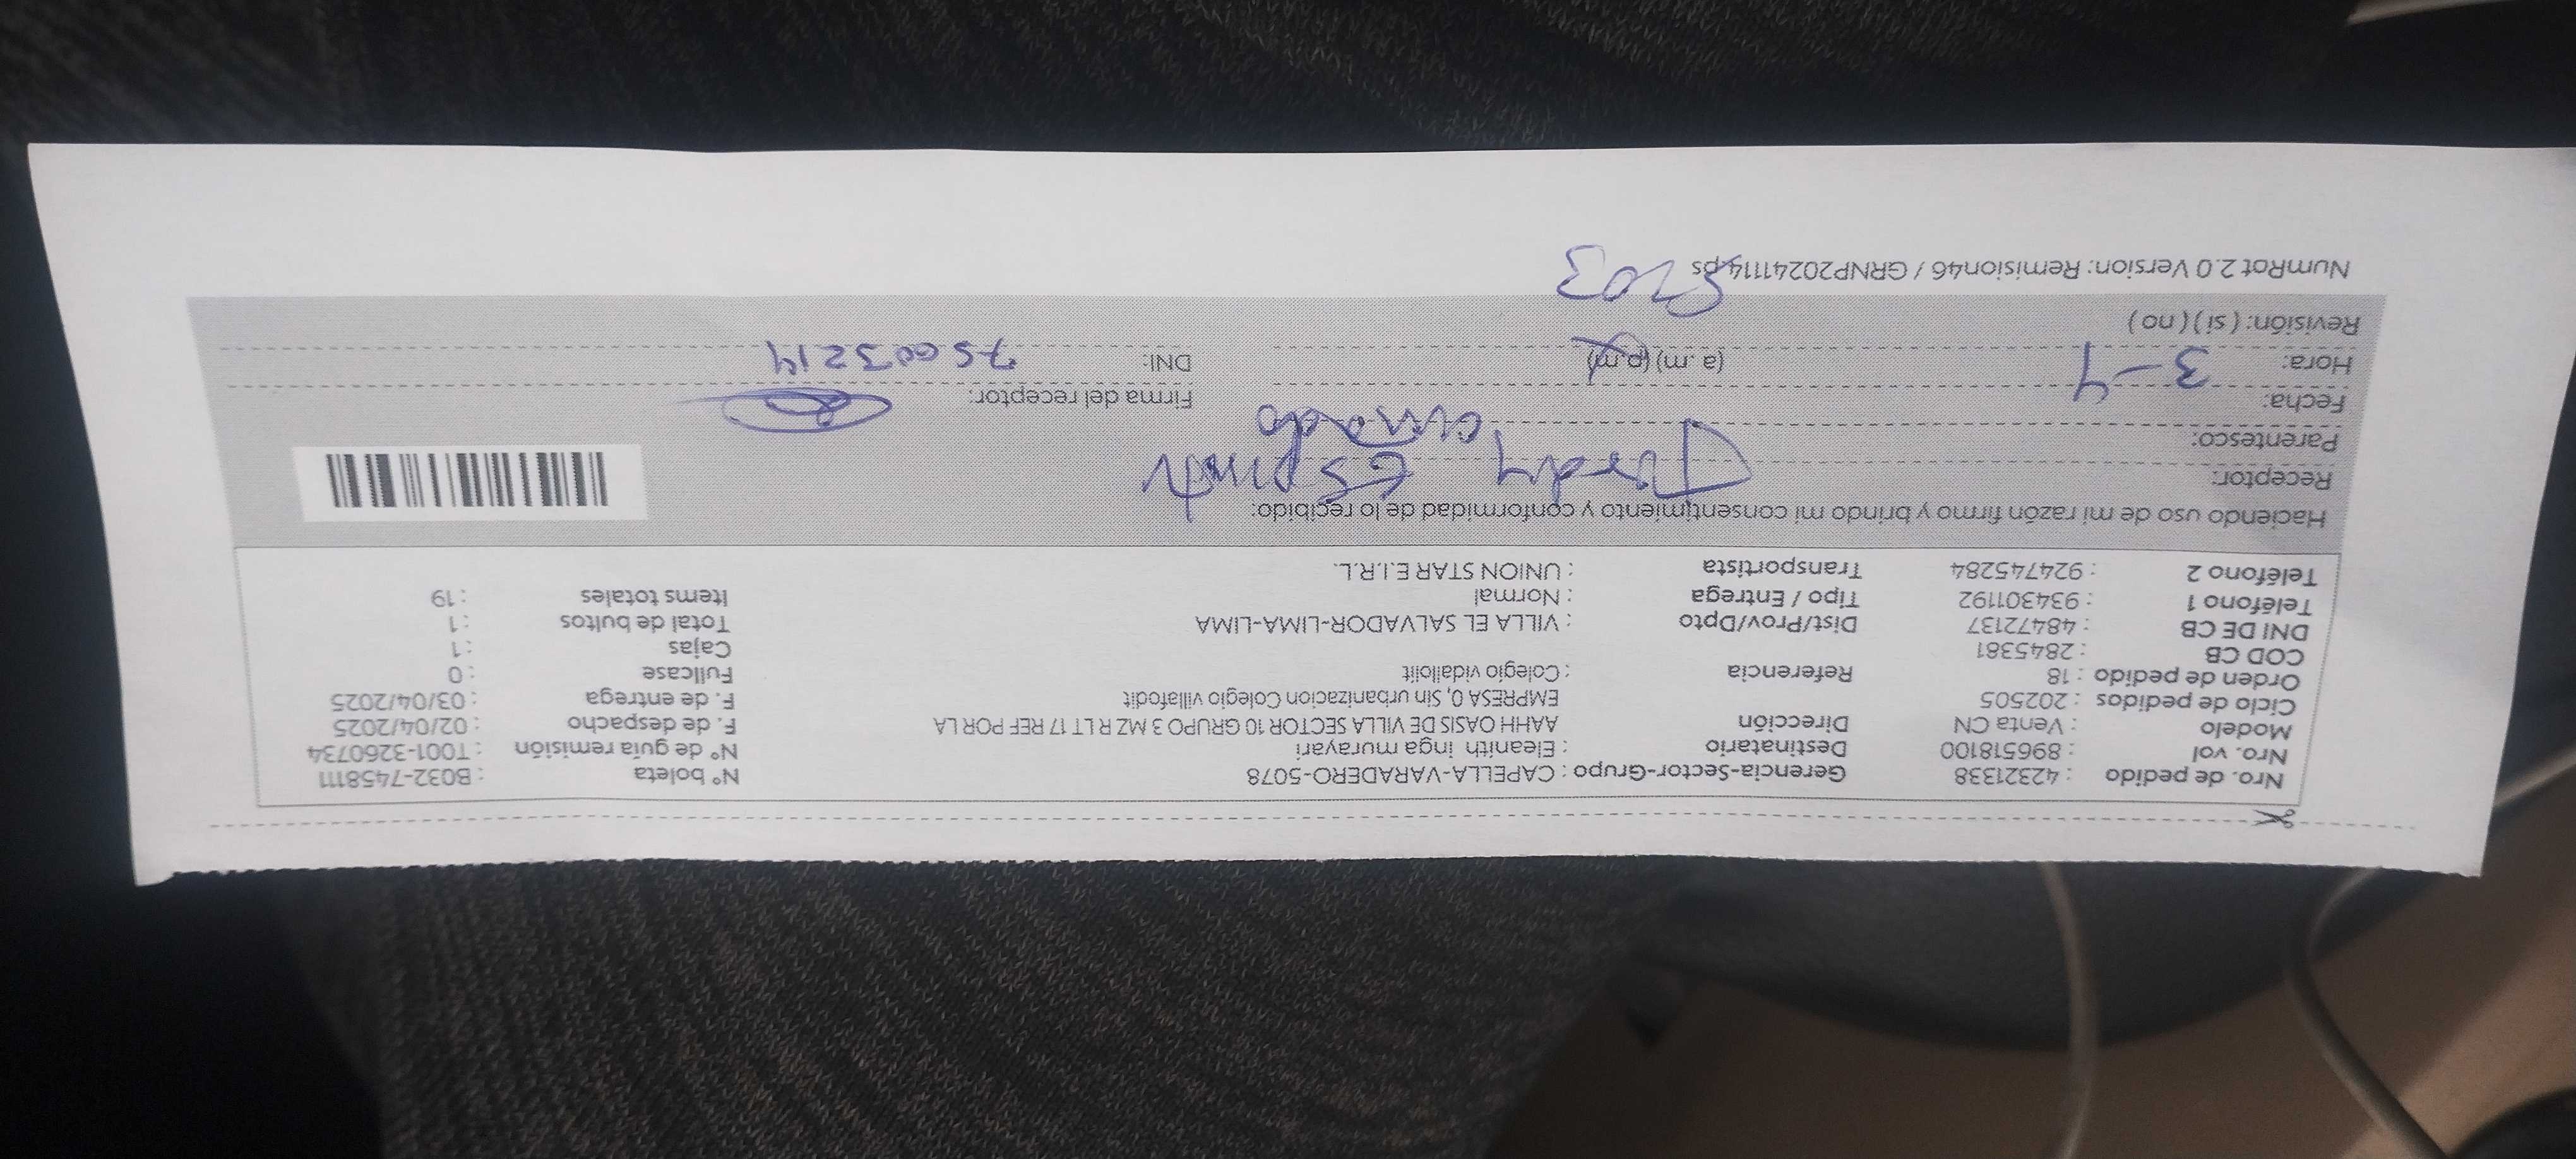 Nro. de pedido : 42321338 Gerencia-Sector-Grupo : CAPELLA-VARADERO-5078 N° boleta : B032-7458111
Nro. vol : 896518100 Destinatario : Eleanith inga murayari N° de guía remisión : T001-3260734
Modelo : Venta CN Dirección AAHH OASIS DE VILLA SECTOR 10 GRUPO 3 MZ R LT 17 REF POR LA F. de despacho : 02/04/2025
Ciclo de pedidos : 202505 EMPRESA 0, Sin urbanizacion Colegio villafodit F. de entrega : 03/04/2025
Orden de pedido : 18 Referencia : Colegio vidallolit Fullcase : 0
COD CB : 2845381 Cajas : 1
DNI DE CB : 48472137 Dist/Prov/Dpto : VILLA EL SALVADOR-LIMA-LIMA Total de bultos : 1
Teléfono 1 : 934301192 Tipo / Entrega : Normal Items totales : 19
Teléfono 2 : 924745284 Transportista : UNION STAR E.I.R.L.
Haciendo uso de mi razón firmo y brindo mi consentimiento y conformidad de lo recibido:
Receptor:
Parentesco:
Fecha: 3-4 Firma del receptor:
Hora: (a.m) (p.m) DNI: 75003214
Revisión: (si) (no)
NumRot 2.0 Version: Remision46 / GRNP20241114.ps